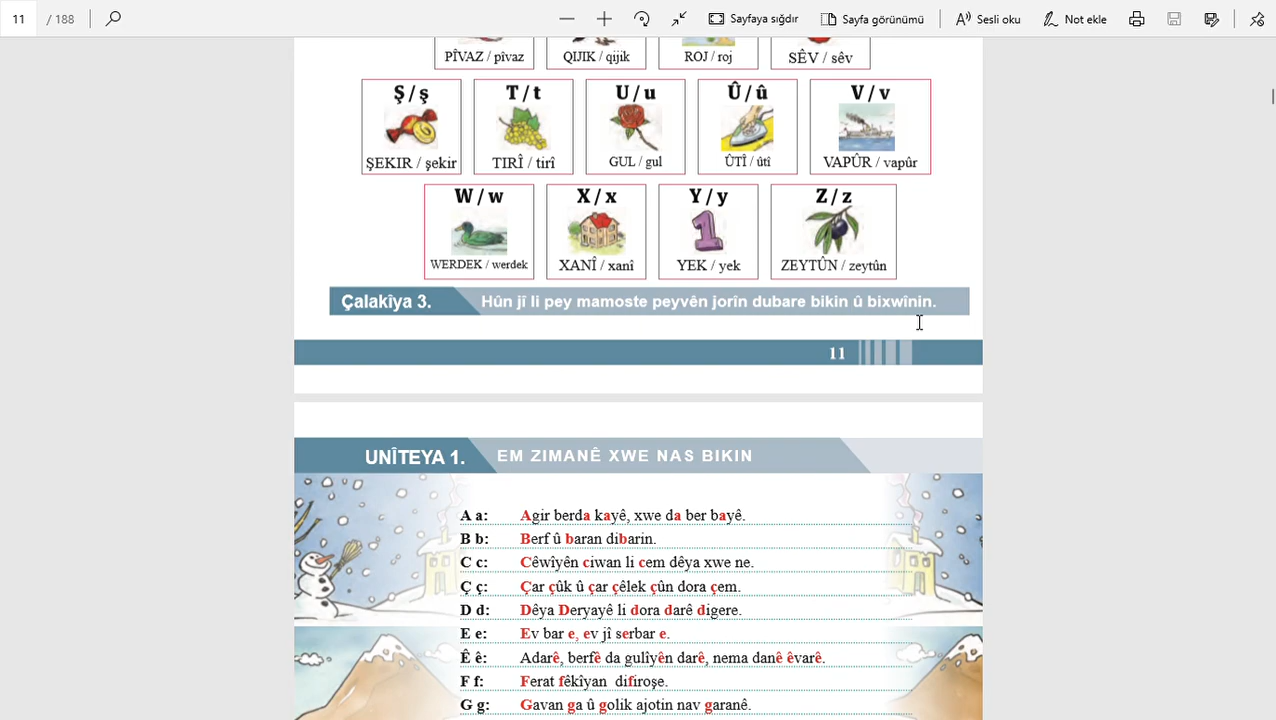 11 / 188 Sayfaya sığdır Sayfa görünümü Sesli oku Not ekle
PÎVAZ / pîvaz QIJIK / qijik ROJ / roj SÊV / sêv
Ş / ş T / t U / u Û / û V / v
ŞEKIR / şekir TIRÎ / tirî GUL / gul ÛTÎ / ûtî VAPÛR / vapûr
W / w X / x Y / y Z / z
WERDEK / werdek XANÎ / xanî YEK / yek ZEYTÛN / zeytûn
Çalakîya 3. Hûn jî li pey mamoste peyvên jorîn dubare bikin û bixwînin.
11
UNÎTEYA 1. EM ZIMANÊ XWE NAS BIKIN
A a: Agir berda kayê, xwe da ber bayê.
B b: Berf û baran dibarin.
C c: Cêwîyên ciwan li cem dêya xwe ne.
Ç ç: Çar çûk û çar çêlek çûn dora çem.
D d: Dêya Deryayê li dora darê digere.
E e: Ev bar e, ev jî serbar e.
Ê ê: Adarê, berfê da gulîyên darê, nema danê êvarê.
F f: Ferat fêkîyan difiroşe.
G g: Gavan ga û golik ajotin nav garanê.